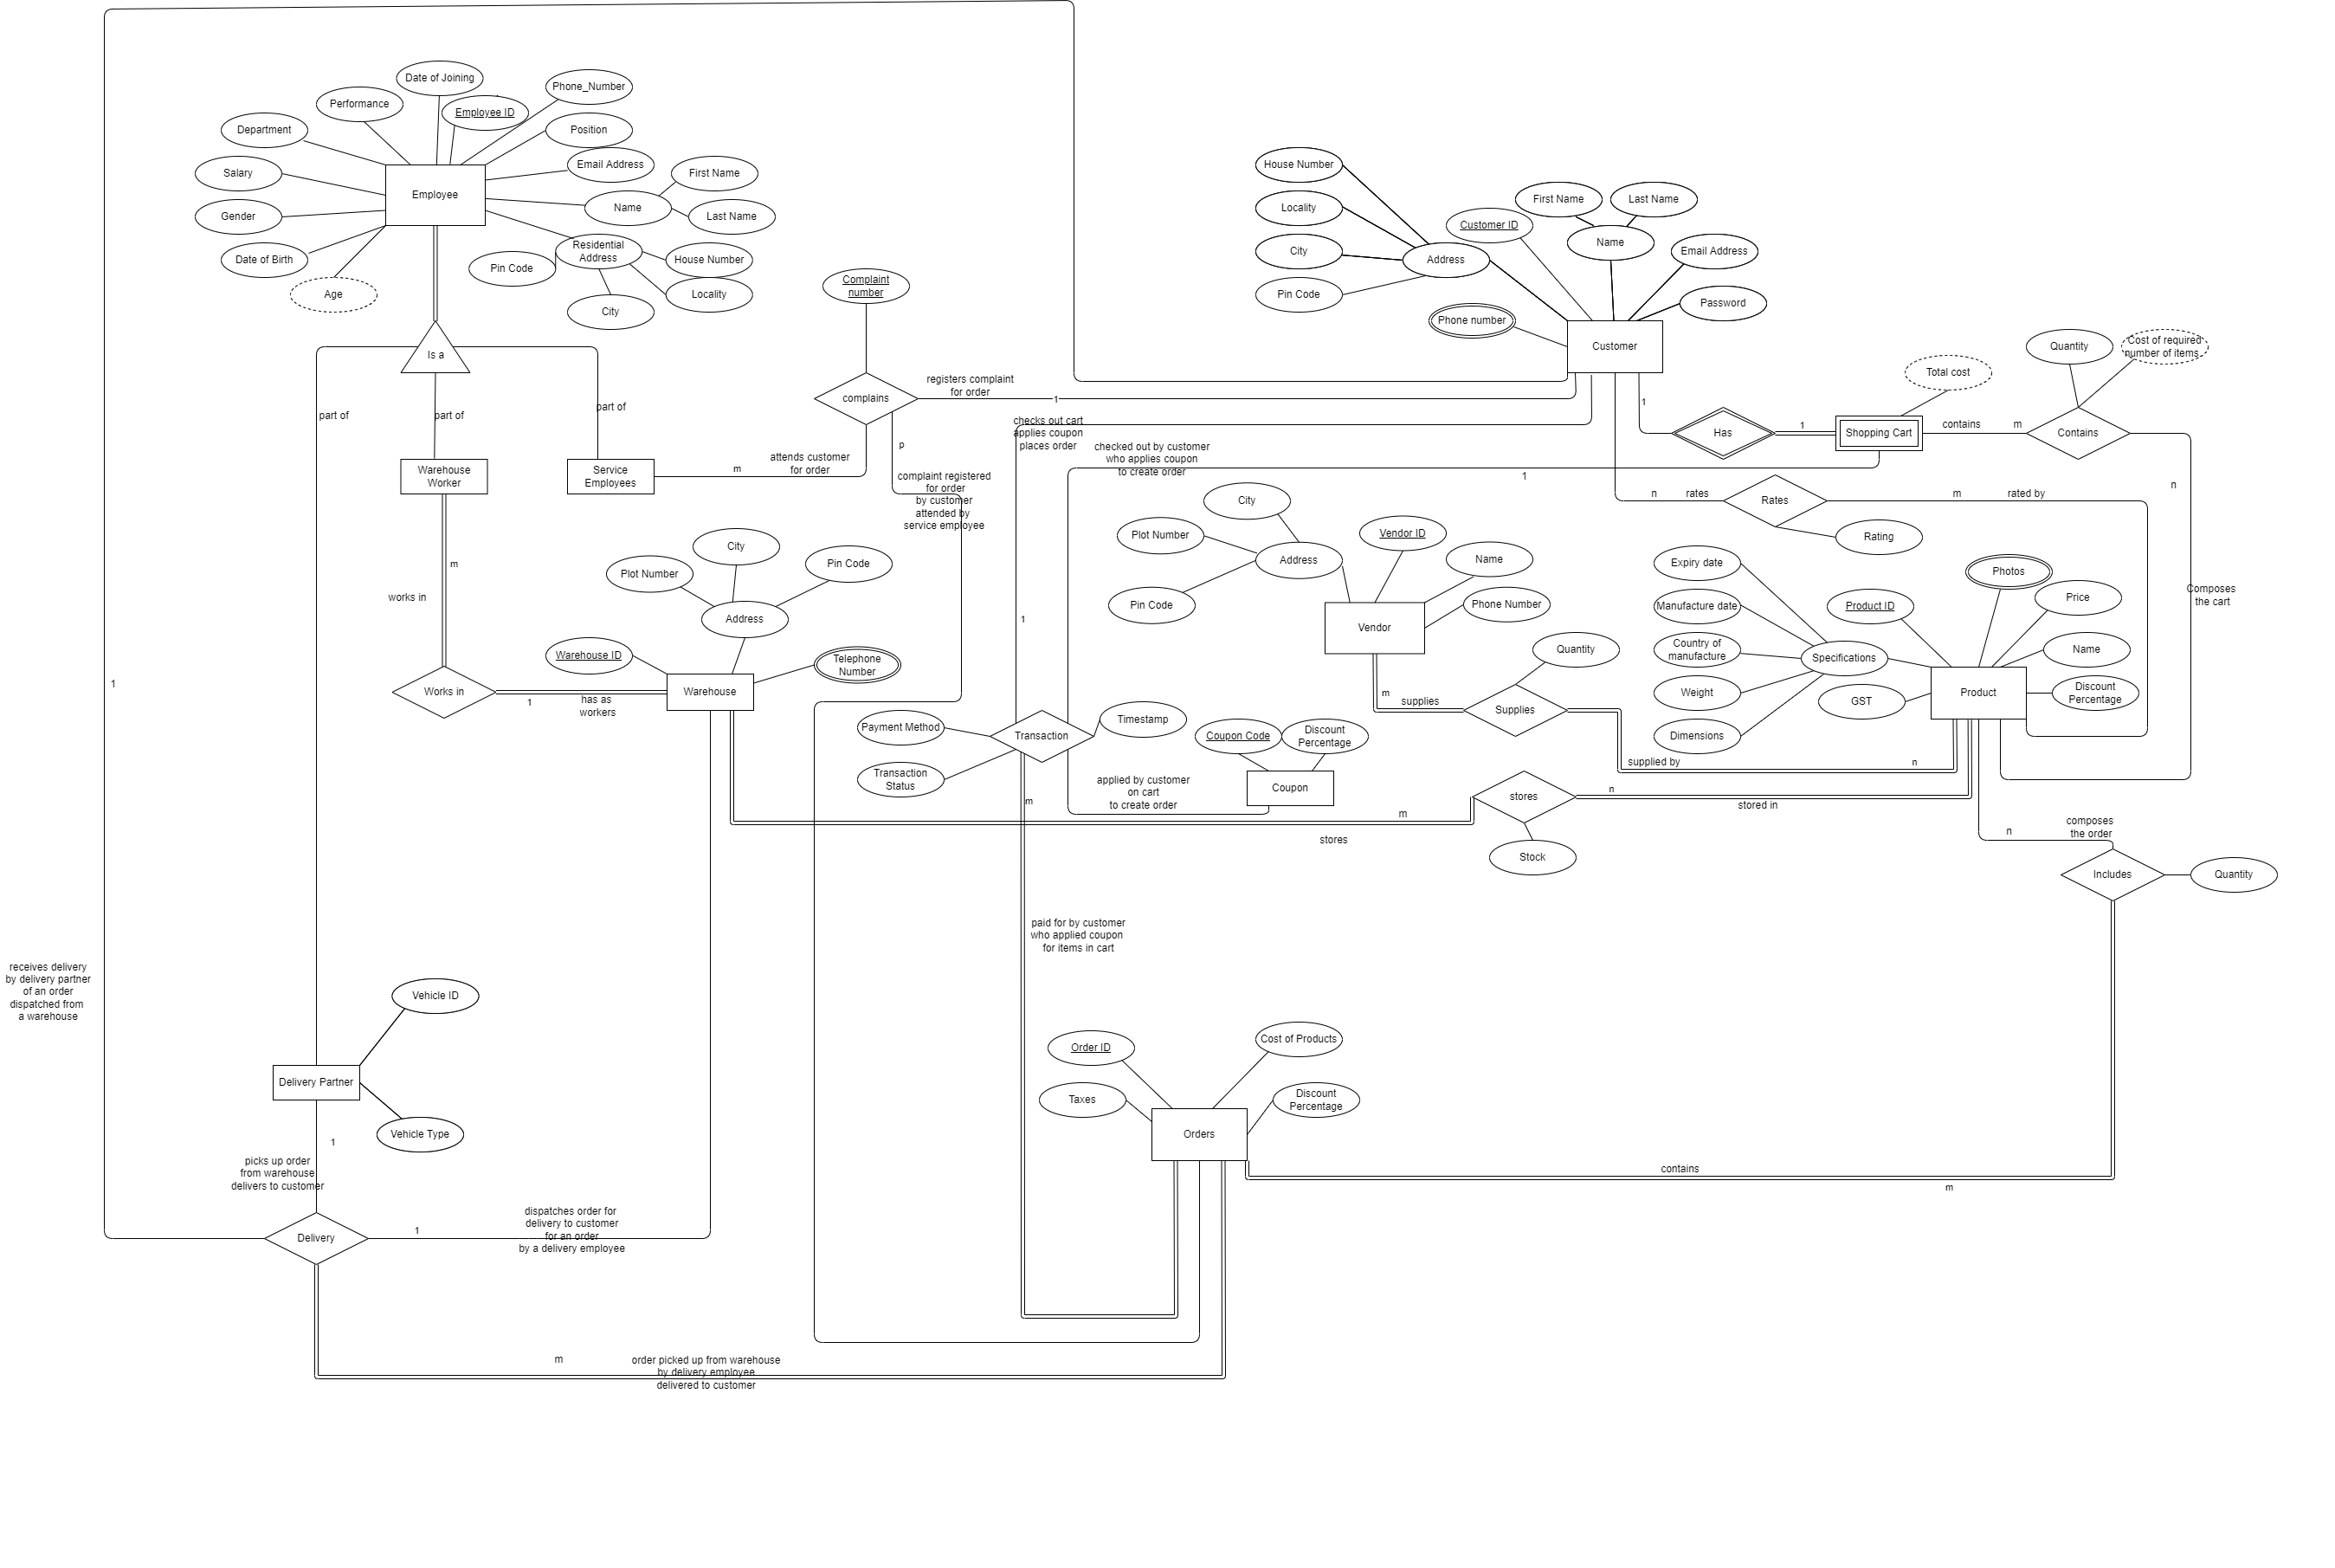 Date of Joining
Phone_Number
Performance
Employee ID
Department
Position
Email Address
Salary
First Name
Employee
Name
Gender
Last Name
Residential
Address
Date of Birth
Pin Code
House Number
Age
Locality
City
Is a
part of
part of
part of
Warehouse
Worker
Service
Employees
Complaint
number
complains
registers complaint
for order
1
attends customer
for order
m
p
complaint registered
for order
by customer
attended by
service employee
checks out cart
applies coupon
places order
checked out by customer
who applies coupon
to create order
1
House Number
Locality
City
Pin Code
Address
Customer ID
First Name
Last Name
Name
Email Address
Password
Phone number
Customer
1
Has
1
Shopping Cart
Total cost
contains
m
Contains
Quantity
Cost of required
number of items
n
Composes
the cart
n
rates
Rates
m
rated by
Rating
m
works in
Works in
1
has as
workers
Warehouse ID
Plot Number
City
Pin Code
Address
Telephone
Number
Warehouse
City
Plot Number
Address
Pin Code
Vendor ID
Name
Phone Number
Vendor
m
supplies
Quantity
Supplies
supplied by
n
Expiry date
Manufacture date
Country of
manufacture
Weight
Dimensions
Specifications
Product ID
Photos
Price
Name
Discount
Percentage
GST
Product
1
1
Payment Method
Transaction
Status
Transaction
Timestamp
Coupon Code
Discount
Percentage
Coupon
applied by customer
on cart
to create order
m
m
stores
stores
n
stored in
Stock
n
composes
the order
Includes
Quantity
paid for by customer
who applied coupon
for items in cart
receives delivery
by delivery partner
of an order
dispatched from
a warehouse
Vehicle ID
Delivery Partner
Vehicle Type
1
picks up order
from warehouse
delivers to customer
Delivery
1
dispatches order for
delivery to customer
for an order
by a delivery employee
Order ID
Cost of Products
Taxes
Discount
Percentage
Orders
contains
m
m
order picked up from warehouse
by delivery employee
delivered to customer